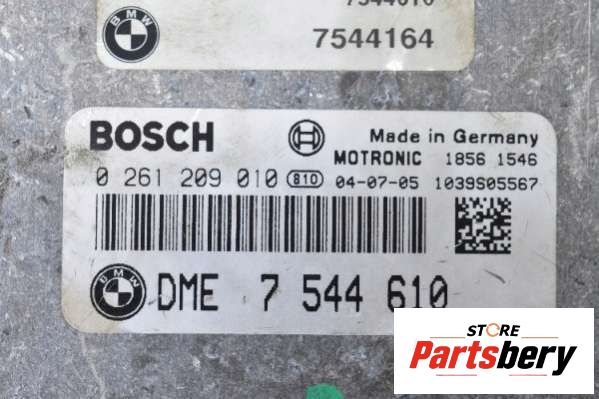 7544610
BMW
7544164
BOSCH
Made in Germany
MOTRONIC 1856 1546
0 261 209 010 810 04-07-05 1039S05567
BMW
DME 7 544 610
STORE
Partsbery